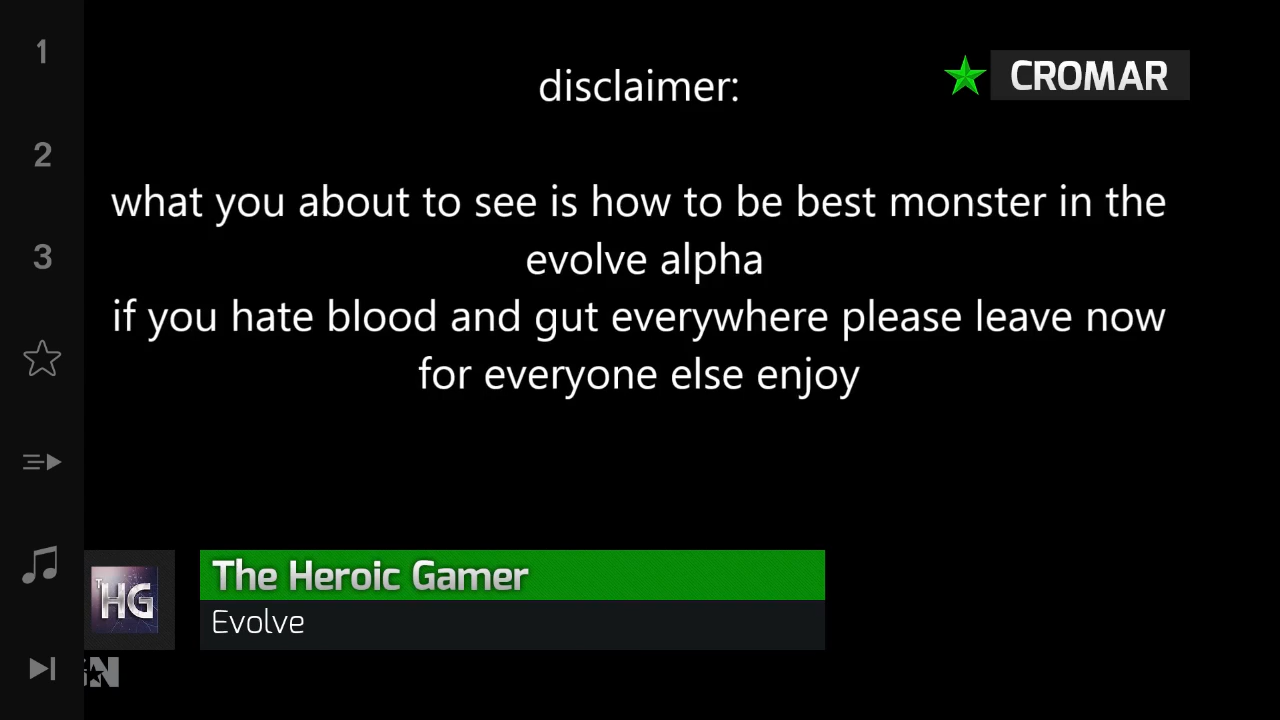 1
2
3
disclaimer:
CROMAR
what you about to see is how to be best monster in the
evolve alpha
if you hate blood and gut everywhere please leave now
for everyone else enjoy
HG
The Heroic Gamer
Evolve